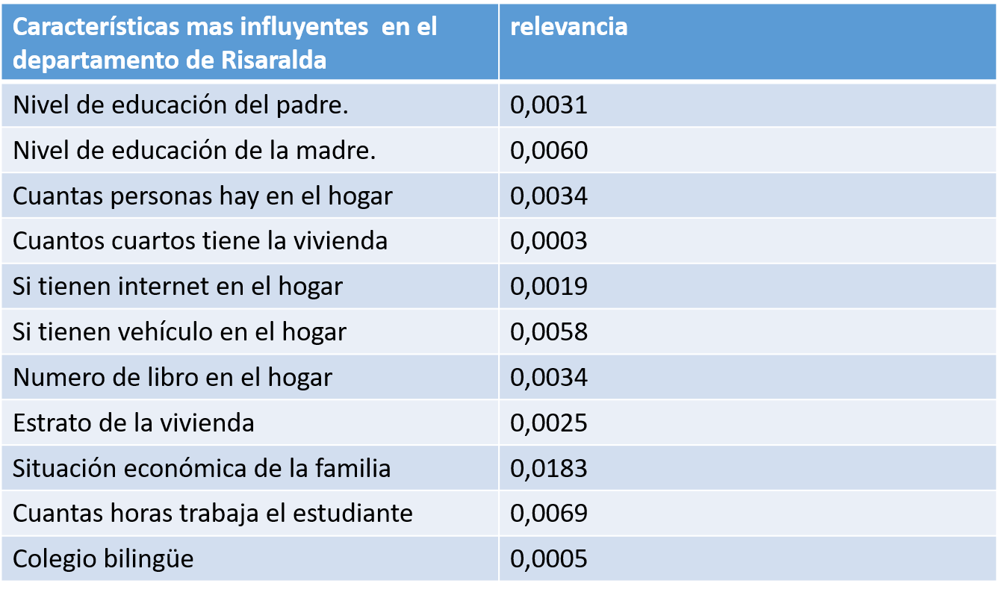 Características mas influyentes en el
departamento de Risaralda
relevancia
Nivel de educación del padre.
0,0031
Nivel de educación de la madre.
0,0060
Cuantas personas hay en el hogar
0,0034
Cuantos cuartos tiene la vivienda
0,0003
Si tienen internet en el hogar
0,0019
Si tienen vehículo en el hogar
0,0058
Numero de libro en el hogar
0,0034
Estrato de la vivienda
0,0025
Situación económica de la familia
0,0183
Cuantas horas trabaja el estudiante
0,0069
Colegio bilingüe
0,0005